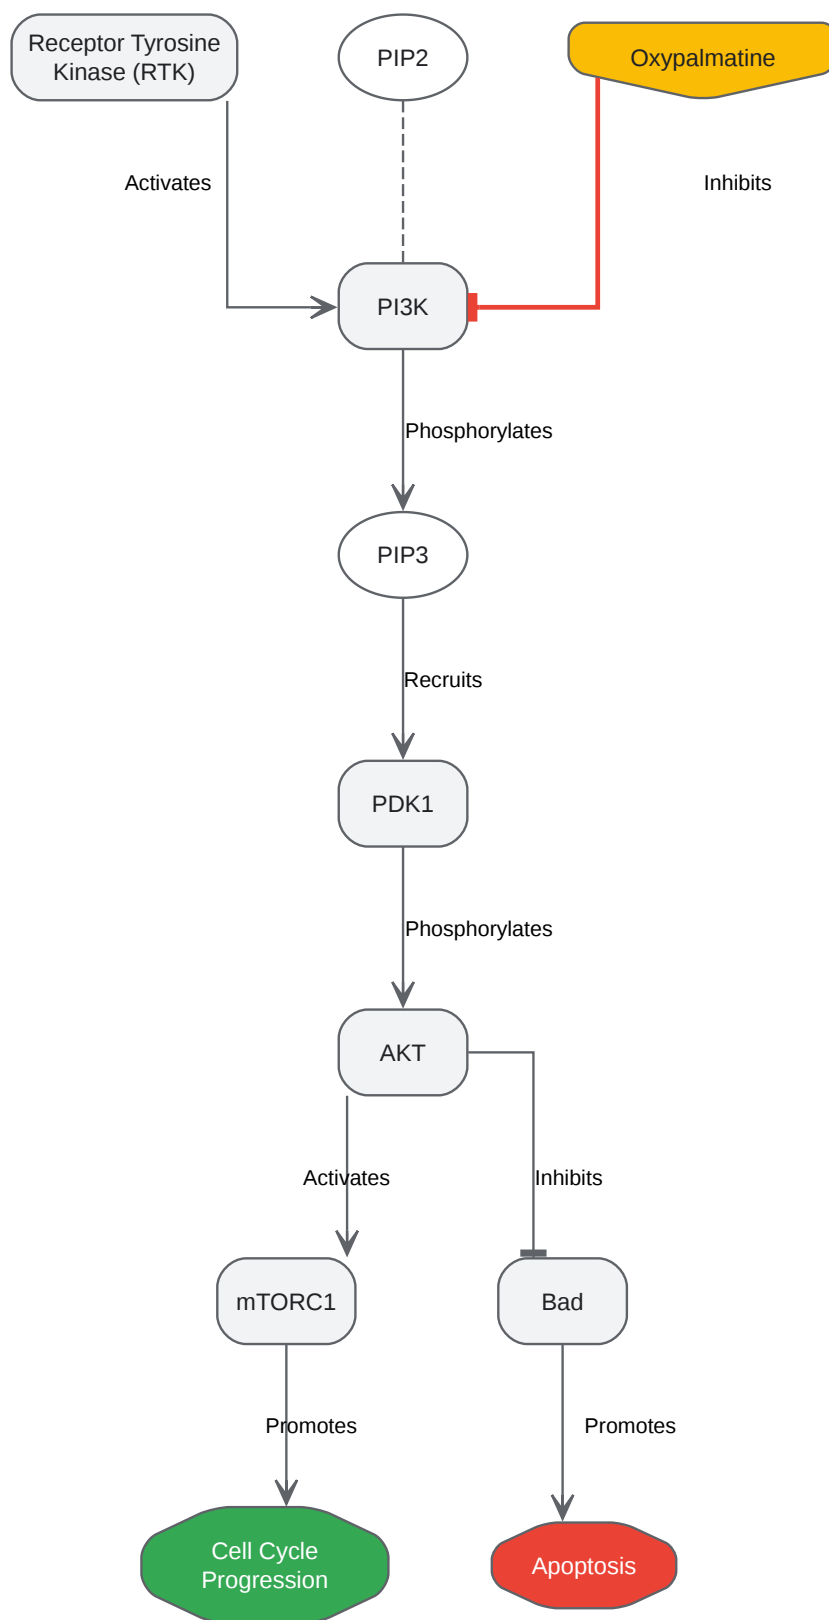 Receptor Tyrosine
Kinase (RTK)
PIP2
Oxypalmatine
Activates
Inhibits
PI3K
Phosphorylates
PIP3
Recruits
PDK1
Phosphorylates
AKT
Activates
Inhibits
mTORC1
Bad
Promotes
Promotes
Cell Cycle
Progression
Apoptosis